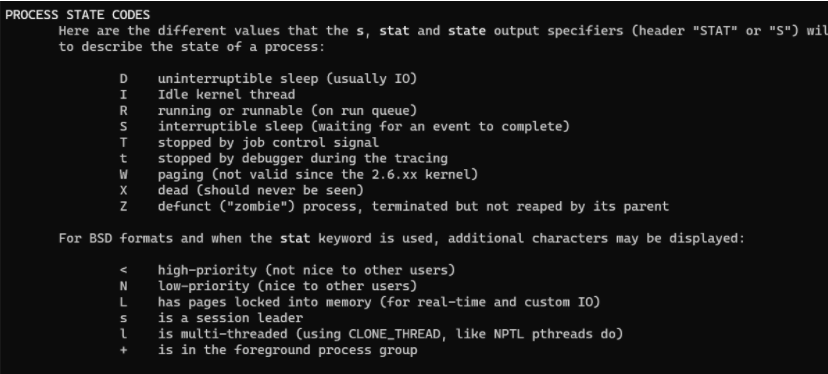 PROCESS STATE CODES
Here are the different values that the s, stat and state output specifiers (header "STAT" or "S") wil
to describe the state of a process:
D uninterruptible sleep (usually IO)
I Idle kernel thread
R running or runnable (on run queue)
S interruptible sleep (waiting for an event to complete)
T stopped by job control signal
t stopped by debugger during the tracing
W paging (not valid since the 2.6.xx kernel)
X dead (should never be seen)
Z defunct ("zombie") process, terminated but not reaped by its parent
For BSD formats and when the stat keyword is used, additional characters may be displayed:
< high-priority (not nice to other users)
N low-priority (nice to other users)
L has pages locked into memory (for real-time and custom IO)
s is a session leader
l is multi-threaded (using CLONE_THREAD, like NPTL pthreads do)
+ is in the foreground process group